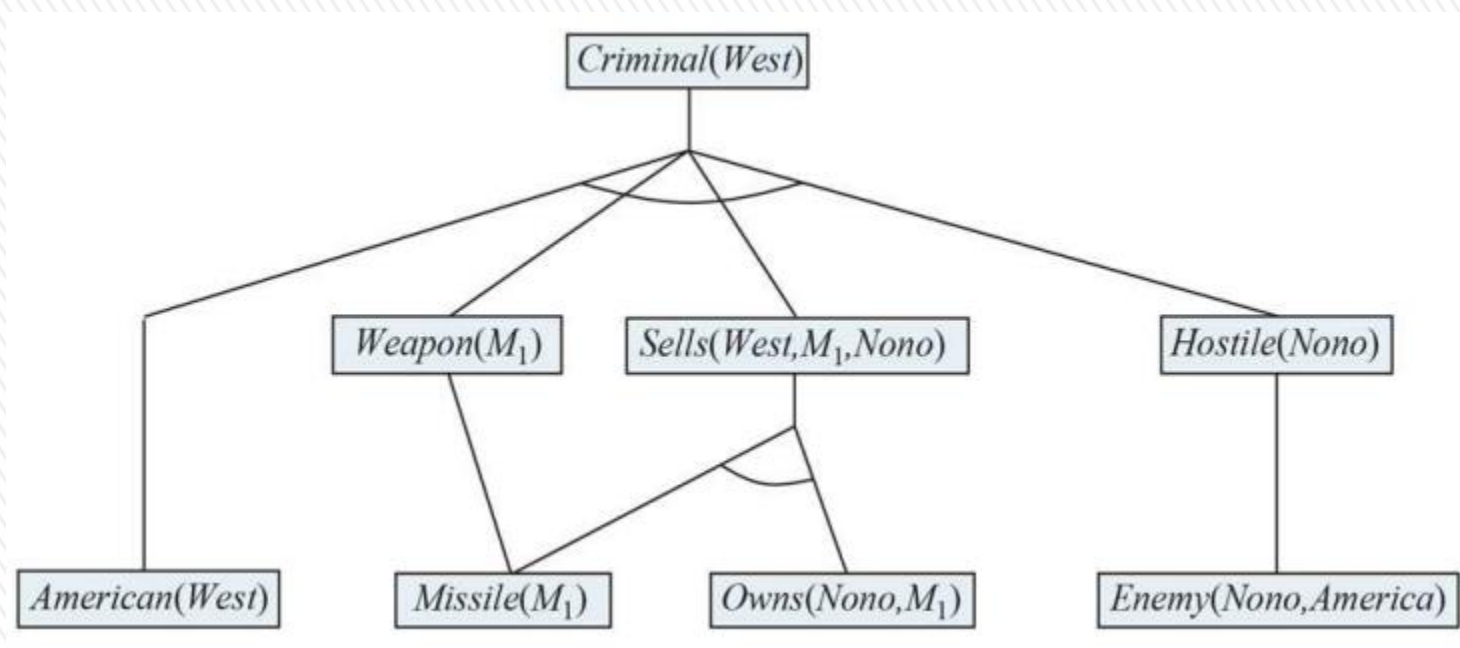 Criminal(West)
Weapon(M₁)
Sells(West,M₁,Nono)
Hostile(Nono)
American(West)
Missile(M₁)
Owns(Nono,M₁)
Enemy(Nono,America)